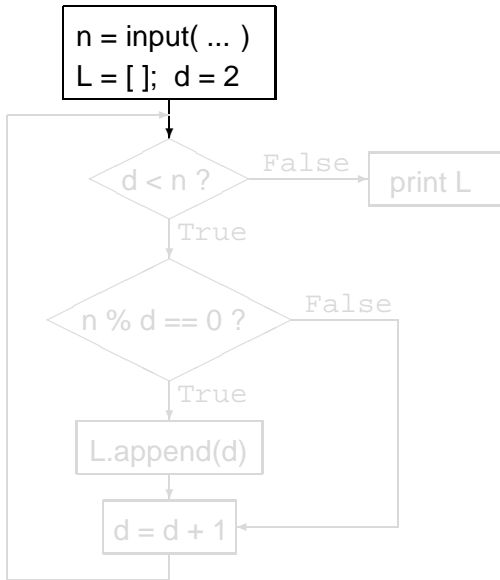 n = input( ... )
L = [ ]; d = 2
d < n ?
False
print L
True
n % d == 0 ?
False
True
L.append(d)
d = d + 1